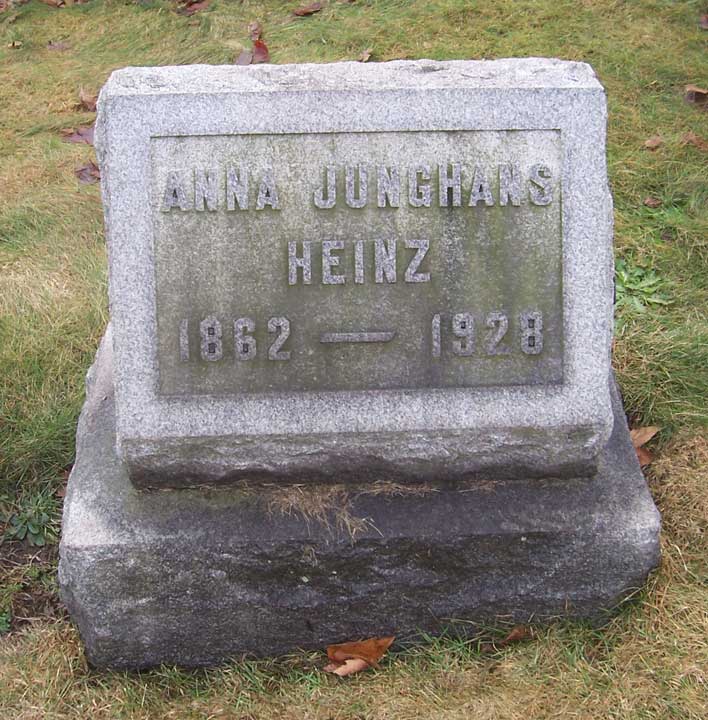 ANNA JUNGHANS
HEINZ
1862 — 1928